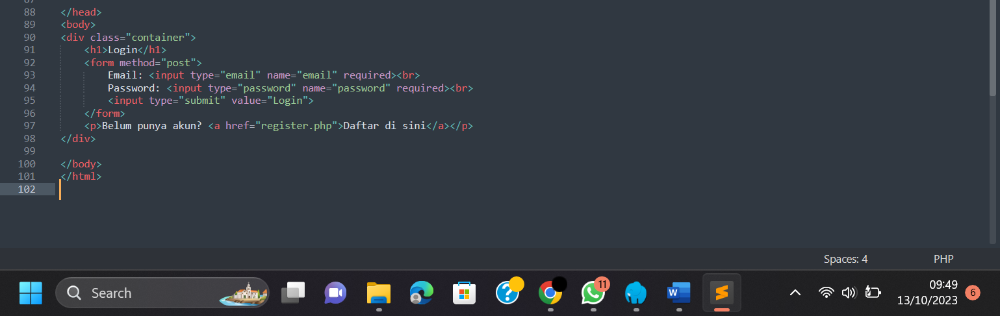 87
88 </head>
89 <body>
90 <div class="container">
91 <h1>Login</h1>
92 <form method="post">
93 Email: <input type="email" name="email" required><br>
94 Password: <input type="password" name="password" required><br>
95 <input type="submit" value="Login">
96 </form>
97 <p>Belum punya akun? <a href="register.php">Daftar di sini</a></p>
98 </div>
99
100 </body>
101 </html>
102
Spaces: 4 PHP
Search
11
W
09:49
13/10/2023
6